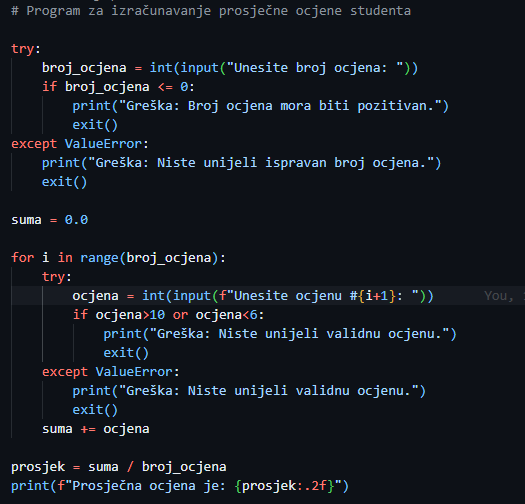 # Program za izračunavanje prosječne ocjene studenta
try:
broj_ocjena = int(input("Unesite broj ocjena: "))
if broj_ocjena <= 0:
print("Greška: Broj ocjena mora biti pozitivan.")
exit()
except ValueError:
print("Greška: Niste unijeli ispravan broj ocjena.")
exit()
suma = 0.0
for i in range(broj_ocjena):
try:
ocjena = int(input(f"Unesite ocjenu #{i+1}: ")) You,
if ocjena>10 or ocjena<6:
print("Greška: Niste unijeli validnu ocjenu.")
exit()
except ValueError:
print("Greška: Niste unijeli validnu ocjenu.")
exit()
suma += ocjena
prosjek = suma / broj_ocjena
print(f"Prosječna ocjena je: {prosjek:.2f}")